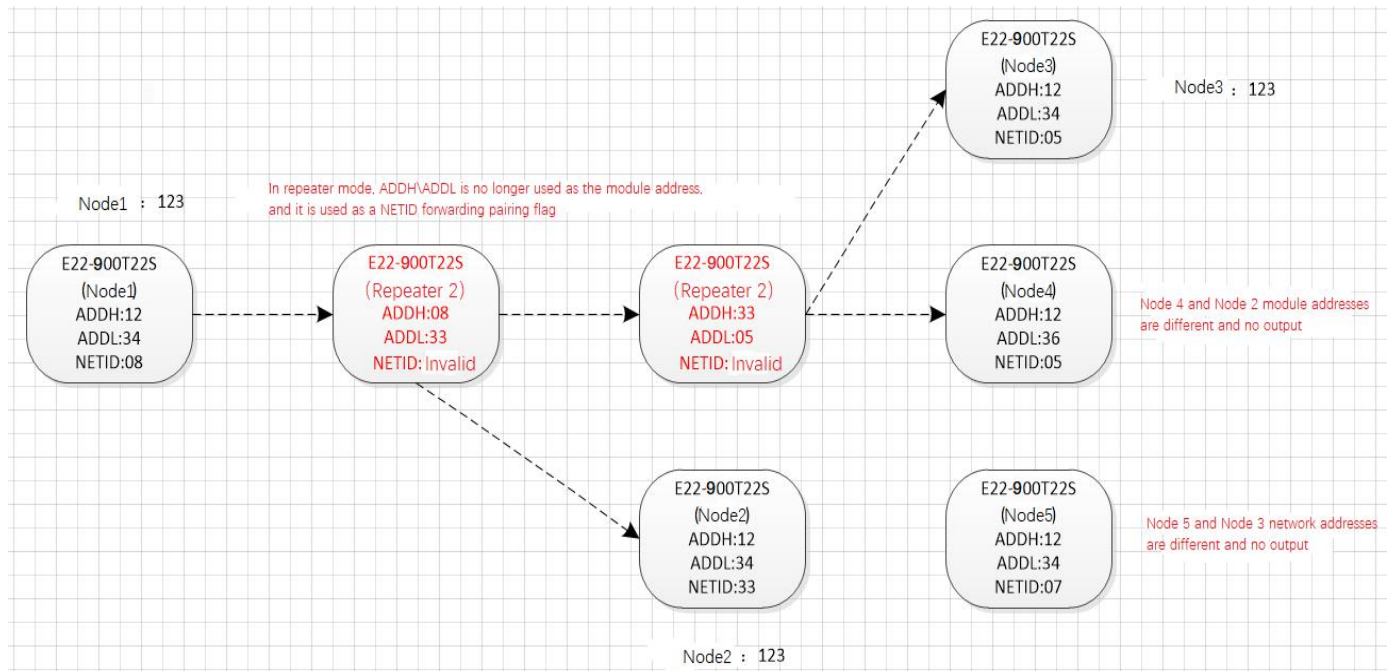 E22-900T22S
(Node3)
ADDH:12
ADDL:34
NETID:05
Node3 : 123
Node1 : 123
In repeater mode, ADDH\ADDL is no longer used as the module address,
and it is used as a NETID forwarding pairing flag
E22-900T22S
(Node1)
ADDH:12
ADDL:34
NETID:08
E22-900T22S
(Repeater 2)
ADDH:08
ADDL:33
NETID: Invalid
E22-900T22S
(Repeater 2)
ADDH:33
ADDL:05
NETID: Invalid
E22-900T22S
(Node4)
ADDH:12
ADDL:36
NETID:05
Node 4 and Node 2 module addresses
are different and no output
E22-900T22S
(Node2)
ADDH:12
ADDL:34
NETID:33
E22-900T22S
(Node5)
ADDH:12
ADDL:34
NETID:07
Node 5 and Node 3 network addresses
are different and no output
Node2 : 123